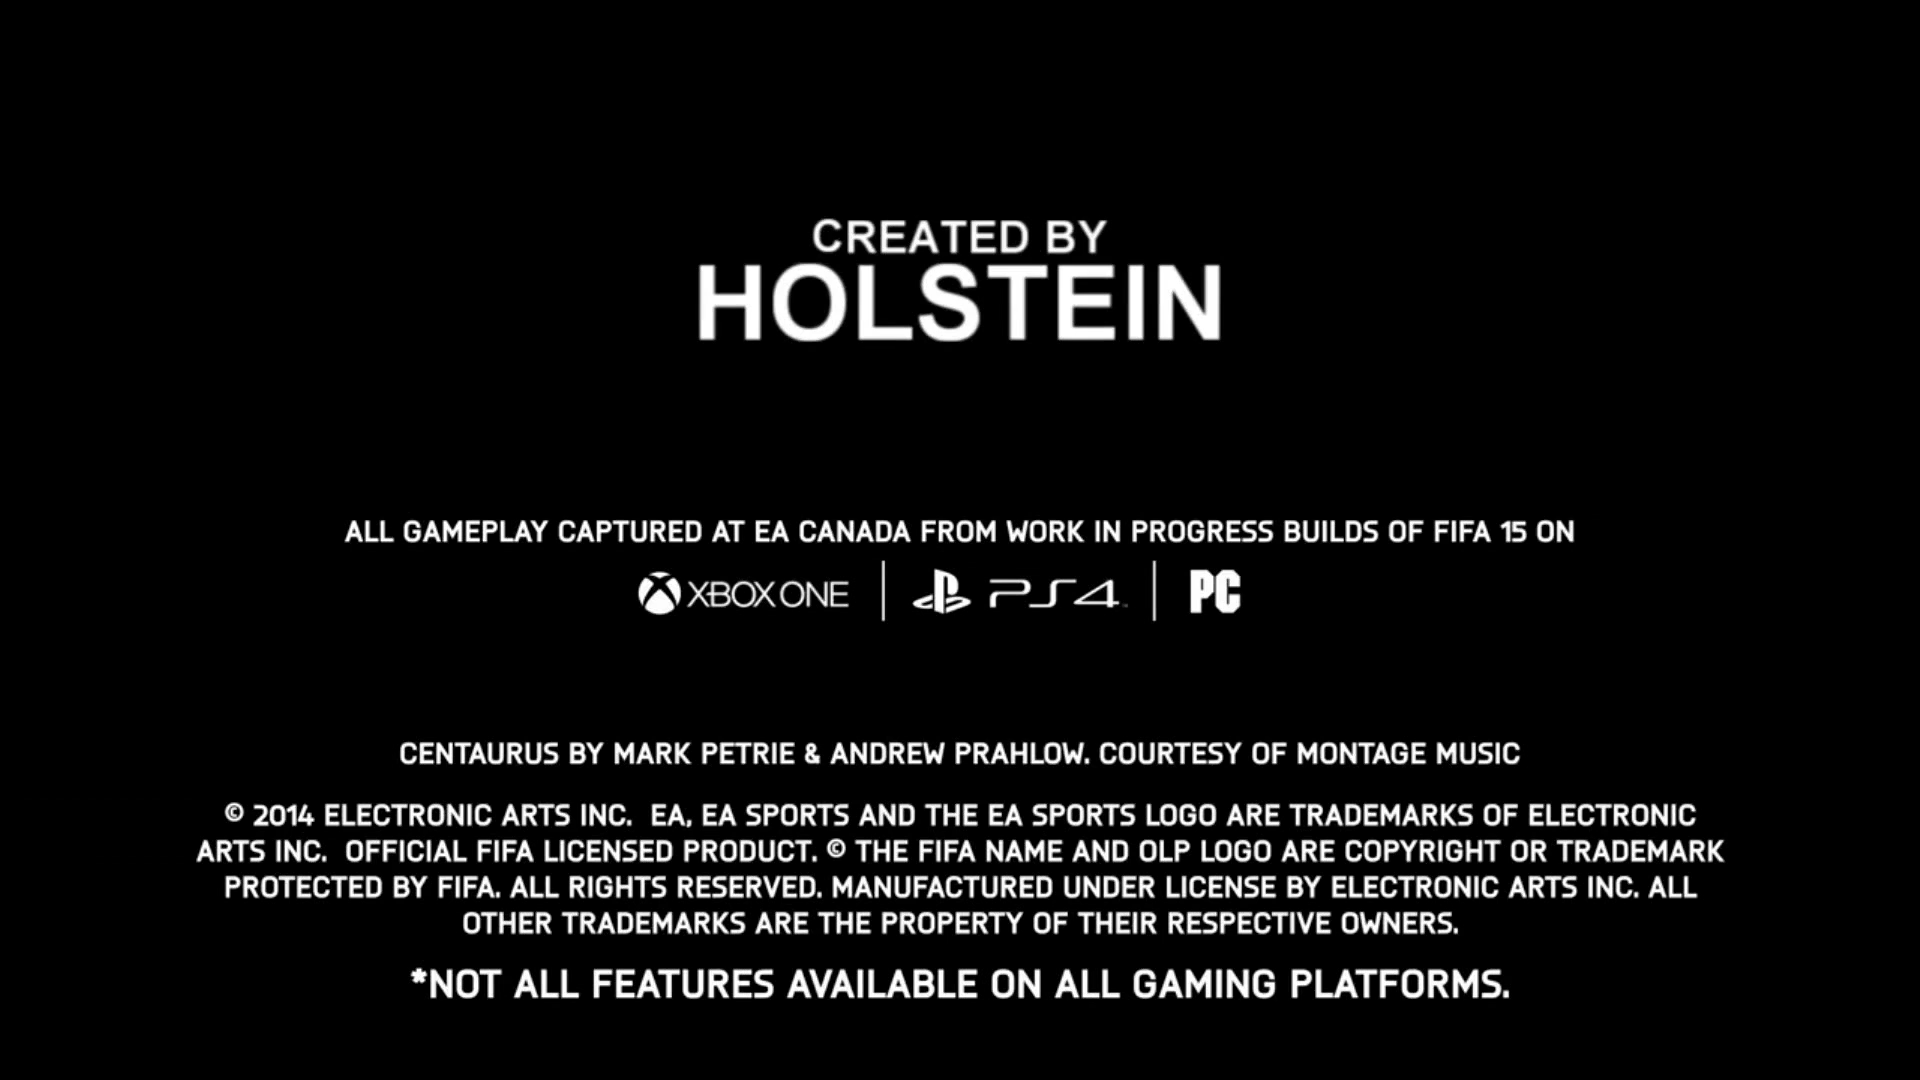 CREATED BY
HOLSTEIN
ALL GAMEPLAY CAPTURED AT EA CANADA FROM WORK IN PROGRESS BUILDS OF FIFA 15 ON
XBOX ONE | PS4 | PC
CENTAURUS BY MARK PETRIE & ANDREW PRAHLOW. COURTESY OF MONTAGE MUSIC
© 2014 ELECTRONIC ARTS INC. EA, EA SPORTS AND THE EA SPORTS LOGO ARE TRADEMARKS OF ELECTRONIC
ARTS INC. OFFICIAL FIFA LICENSED PRODUCT. © THE FIFA NAME AND OLP LOGO ARE COPYRIGHT OR TRADEMARK
PROTECTED BY FIFA. ALL RIGHTS RESERVED. MANUFACTURED UNDER LICENSE BY ELECTRONIC ARTS INC. ALL
OTHER TRADEMARKS ARE THE PROPERTY OF THEIR RESPECTIVE OWNERS.
*NOT ALL FEATURES AVAILABLE ON ALL GAMING PLATFORMS.